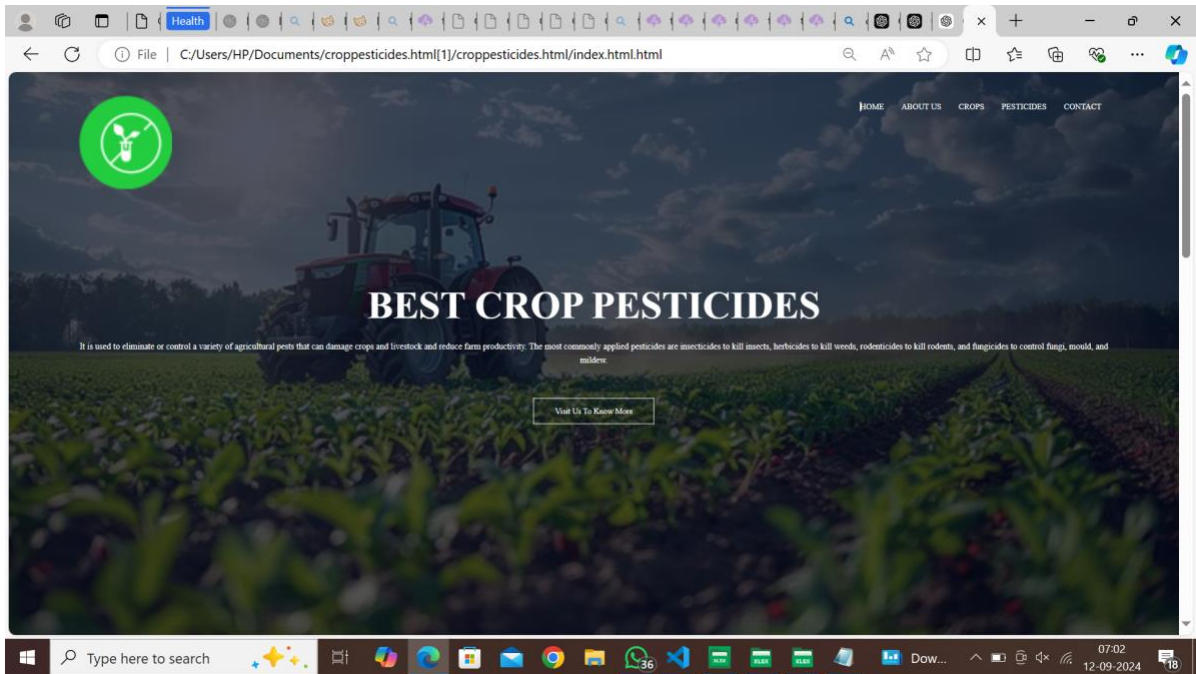 Health
File
C:/Users/HP/Documents/croppesticides.html[1]/croppesticides.html/index.html.html
HOME ABOUT US CROPS PESTICIDES CONTACT
BEST CROP PESTICIDES
It is used to eliminate or control a variety of agricultural pests that can damage crops and livestock and reduce farm productivity. The most commonly applied pesticides are insecticides to kill insects, herbicides to kill weeds, rodenticides to kill rodents, and fungicides to control fungi, mould, and
mildew.
Visit Us To Know More
Type here to search
36
XLSX XLSX XLSX
Dow...
07:02
12-09-2024
18